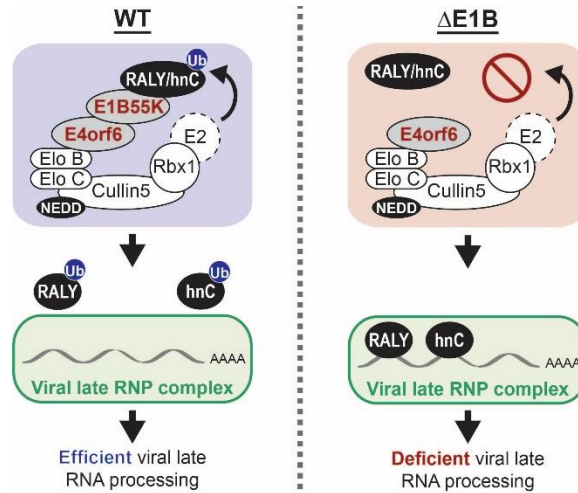 WT
Ub
RALY/hnC
E1B55K
E4orf6
E2
Elo B
Rbx1
Elo C
Cullin5
NEDD
Ub
RALY
Ub
hnC
AAAA
Viral late RNP complex
Efficient viral late
RNA processing
ΔE1B
RALY/hnC
E4orf6
E2
Elo B
Rbx1
Elo C
Cullin5
NEDD
RALY
hnC
AAAA
Viral late RNP complex
Deficient viral late
RNA processing